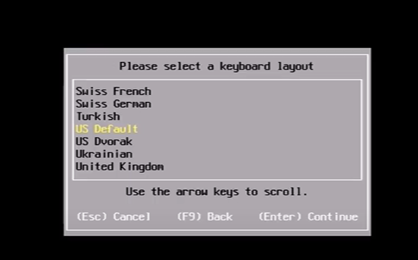 Please select a keyboard layout
Swiss French
Swiss German
Turkish
US Default
US Dvorak
Ukrainian
United Kingdom
Use the arrow keys to scroll.
(Esc) Cancel (F9) Back (Enter) Continue